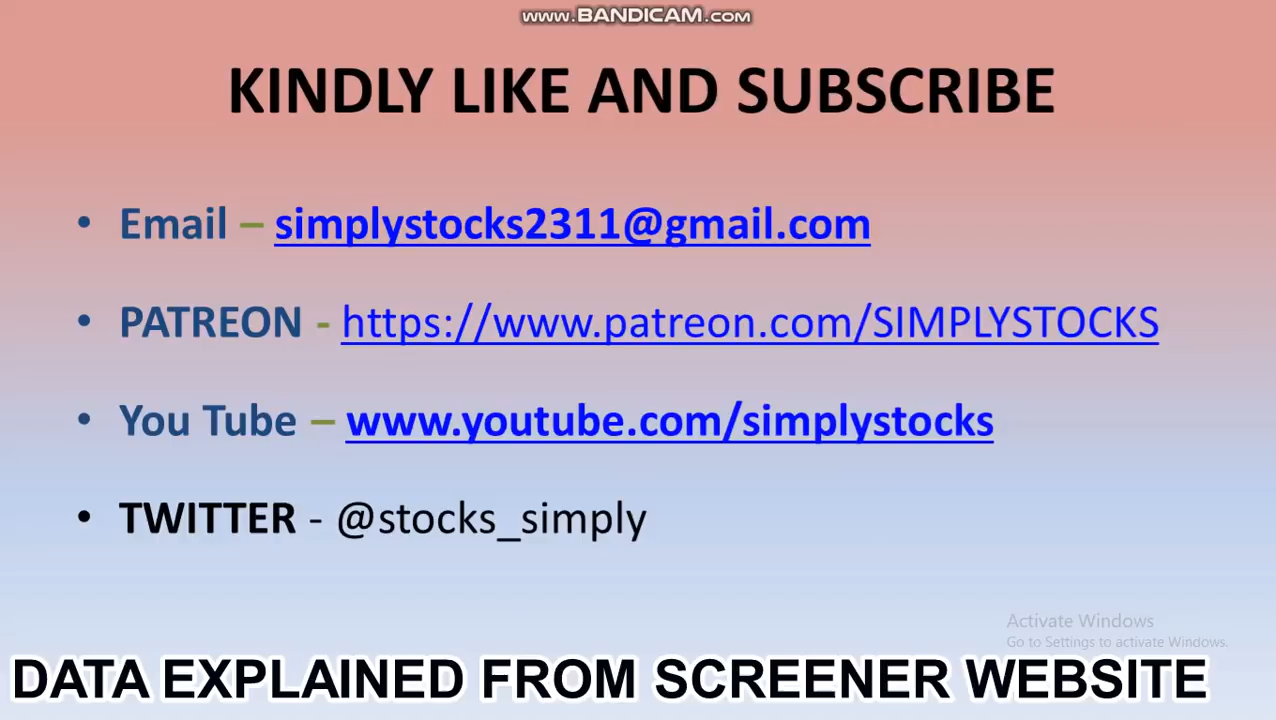 www.BANDICAM.com
KINDLY LIKE AND SUBSCRIBE
• Email – simplystocks2311@gmail.com
• PATREON - https://www.patreon.com/SIMPLYSTOCKS
• You Tube – www.youtube.com/simplystocks
• TWITTER - @stocks_simply
Activate Windows
Go to Settings to activate Windows.
DATA EXPLAINED FROM SCREENER WEBSITE